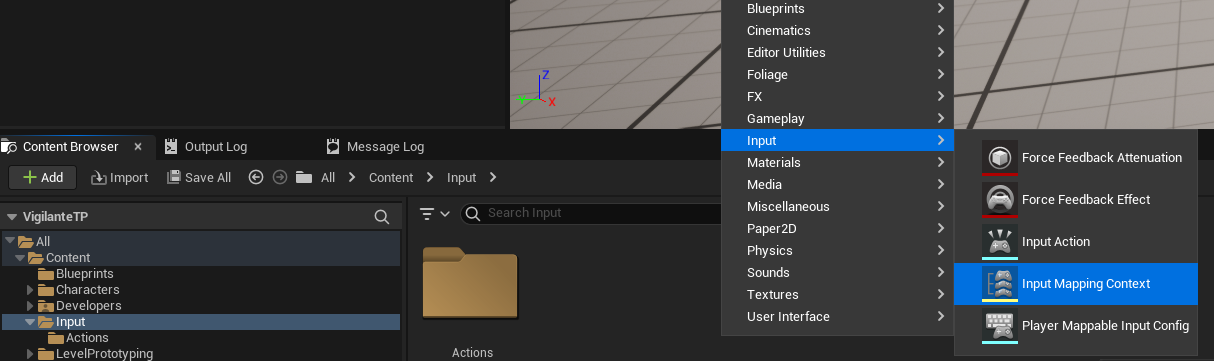 Blueprints
Cinematics
Editor Utilities
Foliage
FX
Gameplay
Input
Materials
Media
Miscellaneous
Paper2D
Physics
Sounds
Textures
User Interface
Force Feedback Attenuation
Force Feedback Effect
Input Action
Input Mapping Context
Player Mappable Input Config
Z
Y
X
Content Browser
Output Log
Message Log
Add
Import
Save All
All
Content
Input
VigilanteTP
Search Input
All
Content
Blueprints
Characters
Developers
Input
Actions
LevelPrototyping
Actions